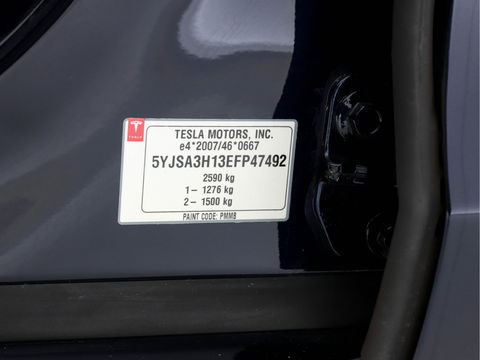 TESLA
TESLA MOTORS, INC.
e4*2007/46*0667
5YJSA3H13EFP47492
2590 kg
1 – 1276 kg
2 – 1500 kg
PAINT CODE: PMMB